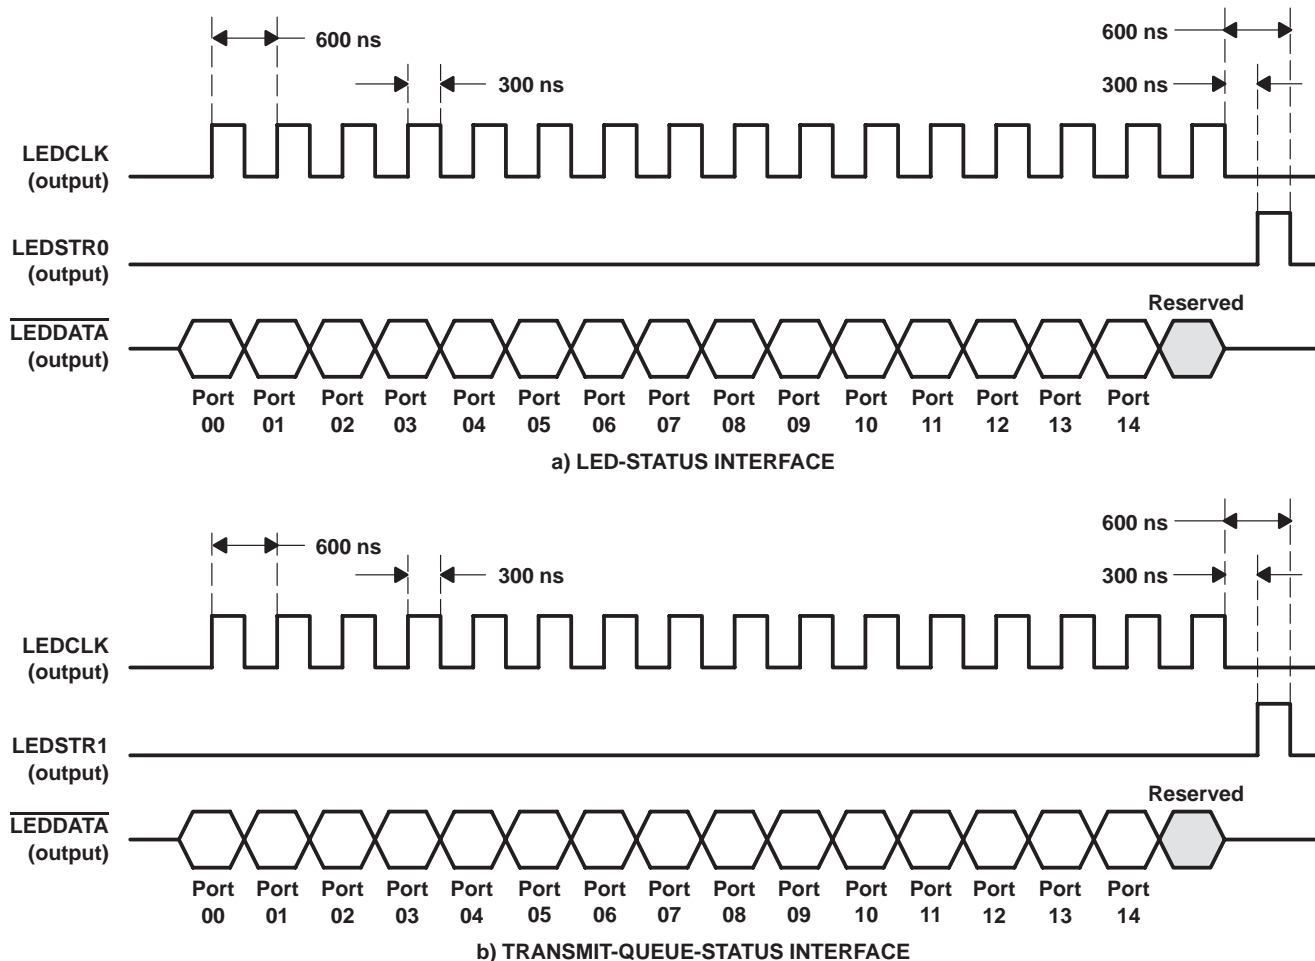 600 ns
600 ns
300 ns
300 ns
LEDCLK
(output)
LEDSTR0
(output)
Reserved
LEDDATA
(output)
Port Port Port Port Port Port Port Port Port Port Port Port Port Port Port
00 01 02 03 04 05 06 07 08 09 10 11 12 13 14
a) LED-STATUS INTERFACE
600 ns
600 ns
300 ns
300 ns
LEDCLK
(output)
LEDSTR1
(output)
Reserved
LEDDATA
(output)
Port Port Port Port Port Port Port Port Port Port Port Port Port Port Port
00 01 02 03 04 05 06 07 08 09 10 11 12 13 14
b) TRANSMIT-QUEUE-STATUS INTERFACE